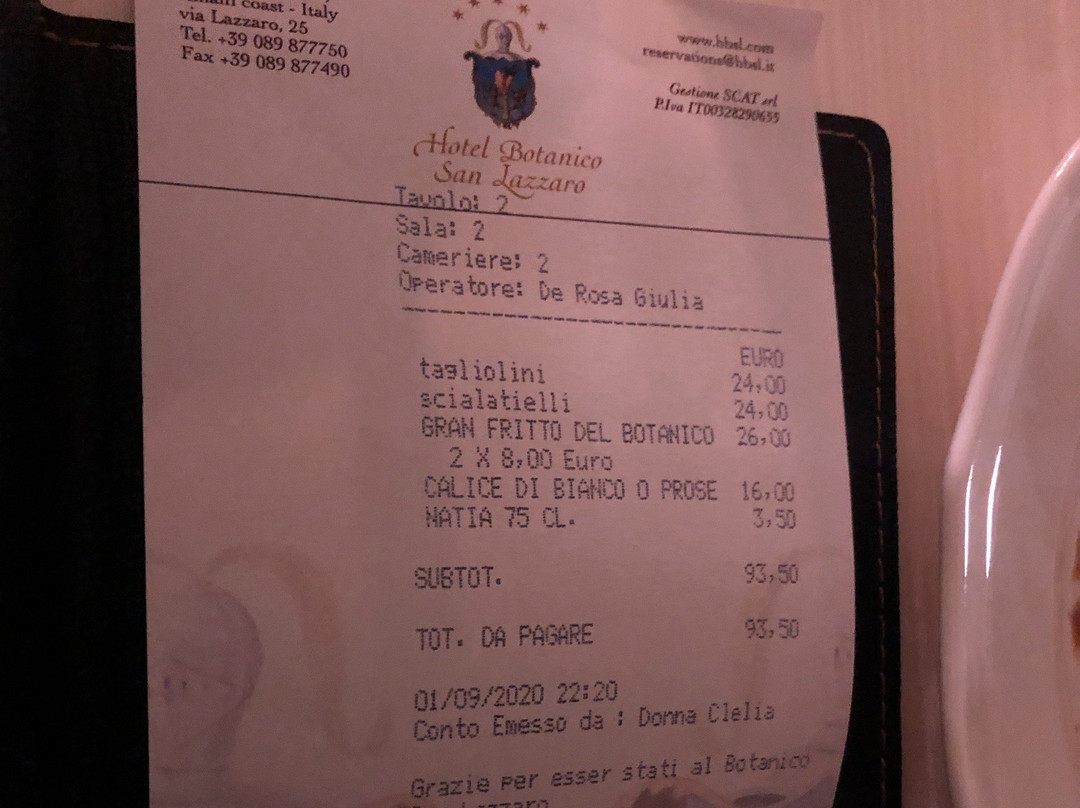 coast - Italy
via Lazzaro, 25
Tel. +39 089 877750
Fax +39 089 877490
www.hbsl.com
reservations@hbsl.it
Gestione SCAT srl
P.Iva IT00328290655
Hotel Botanico
San Lazzaro
Tavolo: 2
Sala: 2
Cameriere: 2
Operatore: De Rosa Giulia
EURO
tagliolini 24,00
scialatielli 24,00
GRAN FRITTO DEL BOTANICO 26,00
2 X 8,00 Euro
CALICE DI BIANCO O PROSE 16,00
NATIA 75 CL. 3,50
SUBTOT. 93,50
TOT. DA PAGARE 93,50
01/09/2020 22:20
Conto Emesso da : Donna Clelia
Grazie per esser stati al Botanico